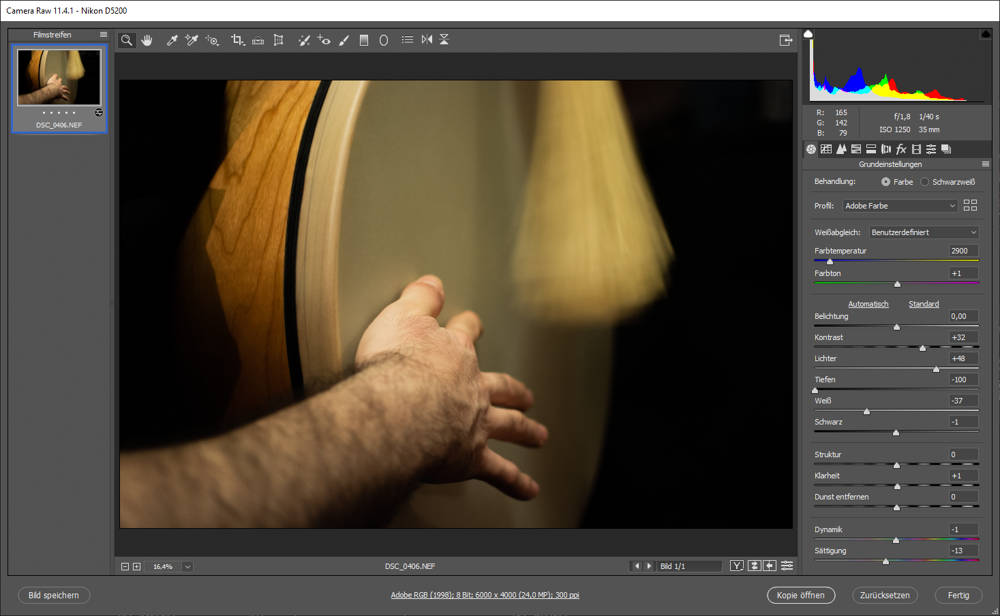 Camera Raw 11.4.1 - Nikon D5200
Filmstreifen
DSC_0406.NEF
R: 165
G: 142
B: 79
f/1,8 1/40 s
ISO 1250 35 mm
fx
Grundeinstellungen
Behandlung: Farbe Schwarzweiß
Profil: Adobe Farbe
Weißabgleich: Benutzerdefiniert
Farbtemperatur 2900
Farbton +1
Automatisch Standard
Belichtung 0,00
Kontrast +32
Lichter +48
Tiefen -100
Weiß -37
Schwarz -1
Struktur 0
Klarheit +1
Dunst entfernen 0
Dynamik -1
Sättigung -13
16,4% DSC_0406.NEF Bild 1/1 Y
Bild speichern Adobe RGB (1998); 8 Bit; 6000 x 4000 (24,0 MP); 300 ppi Kopie öffnen Zurücksetzen Fertig